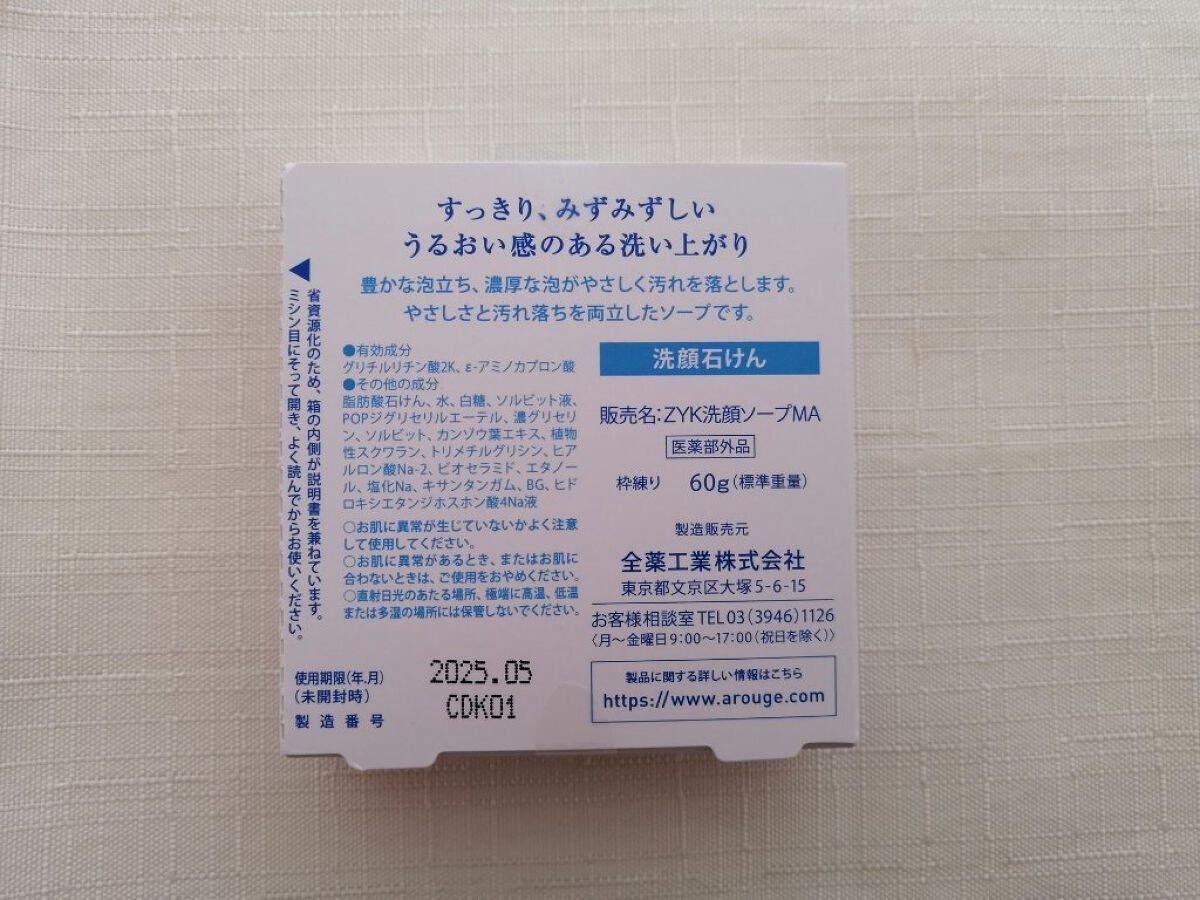 すっきり、みずみずしい
うるおい感のある洗い上がり
豊かな泡立ち、濃厚な泡がやさしく汚れを落とします。
やさしさと汚れ落ちを両立したソープです。
省資源化のため、箱の内側が説明書を兼ねています。
ミシン目にそって開き、よく読んでからお使いください。
●有効成分
グリチルリチン酸2K、ε-アミノカプロン酸
●その他の成分
脂肪酸石けん、水、白糖、ソルビット液、
POPジグリセリルエーテル、濃グリセリ
ン、ソルビット、カンゾウ葉エキス、植物
性スクワラン、トリメチルグリシン、ヒア
ルロン酸Na-2、ビオセラミド、エタノー
ル、塩化Na、キサンタンガム、BG、ヒド
ロキシエタンジホスホン酸4Na液
○お肌に異常が生じていないかよく注意
して使用してください。
○お肌に異常があるとき、またはお肌に
合わないときは、ご使用をおやめください。
○直射日光のあたる場所、極端に高温、低温
または多湿の場所には保管しないでください。
洗顔石けん
販売名:ZYK洗顔ソープMA
医薬部外品
枠練り 60g(標準重量)
製造販売元
全薬工業株式会社
東京都文京区大塚5-6-15
お客様相談室 TEL03(3946)1126
〈月～金曜日9:00～17:00(祝日を除く)〉
製品に関する詳しい情報はこちら
https://www.arouge.com
使用期限(年.月) 2025.05
(未開封時)
製造番号 CDK01